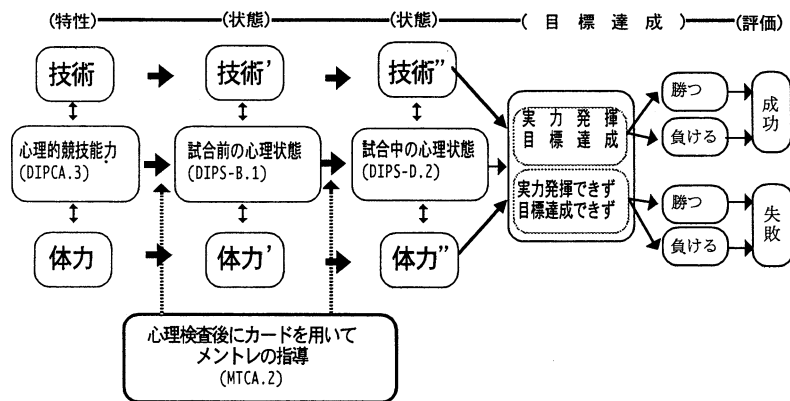 (特性)
(状態)
(状態)
(目標達成)
(評価)
技術
技術’
技術”
心理的競技能力
(DIPCA.3)
試合前の心理状態
(DIPS-B.1)
試合中の心理状態
(DIPS-D.2)
体力
体力’
体力”
実力発揮
目標達成
実力発揮できず
目標達成できず
勝つ
負ける
勝つ
負ける
成功
失敗
心理検査後にカードを用いて
メントレの指導
(MTCA.2)